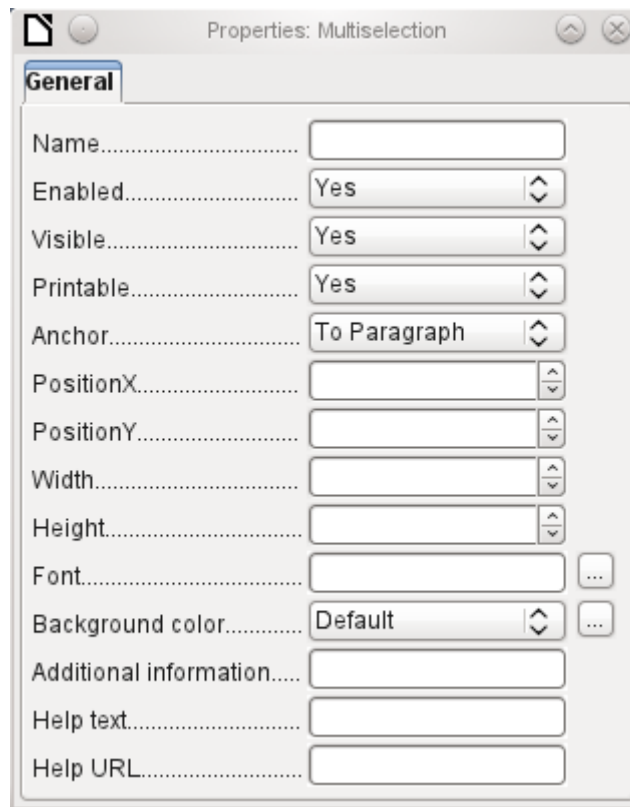 Properties: Multiselection
General
Name...............................
Enabled............................ Yes
Visible.............................. Yes
Printable........................... Yes
Anchor.............................. To Paragraph
PositionX..........................
PositionY..........................
Width................................
Height...............................
Font.................................. ...
Background color............ Default ...
Additional information.....
Help text...........................
Help URL..........................